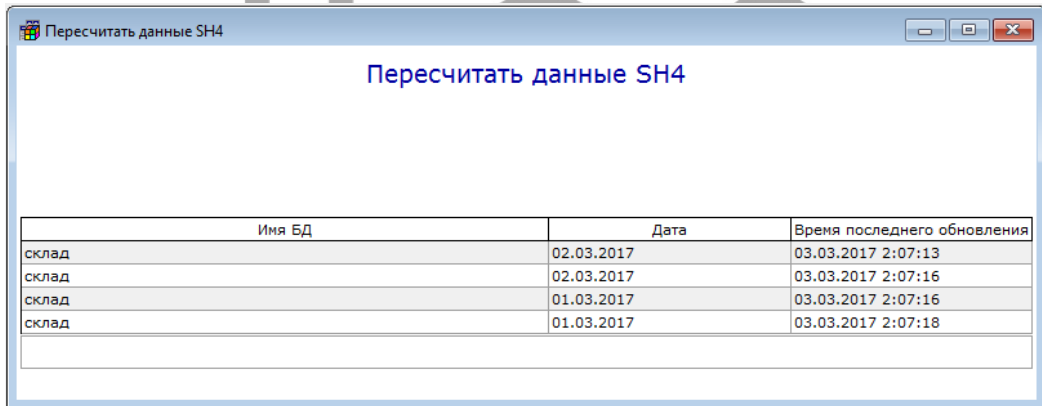 Пересчитать данные SH4
Пересчитать данные SH4
Имя БД Дата Время последнего обновления
склад 02.03.2017 03.03.2017 2:07:13
склад 02.03.2017 03.03.2017 2:07:16
склад 01.03.2017 03.03.2017 2:07:16
склад 01.03.2017 03.03.2017 2:07:18